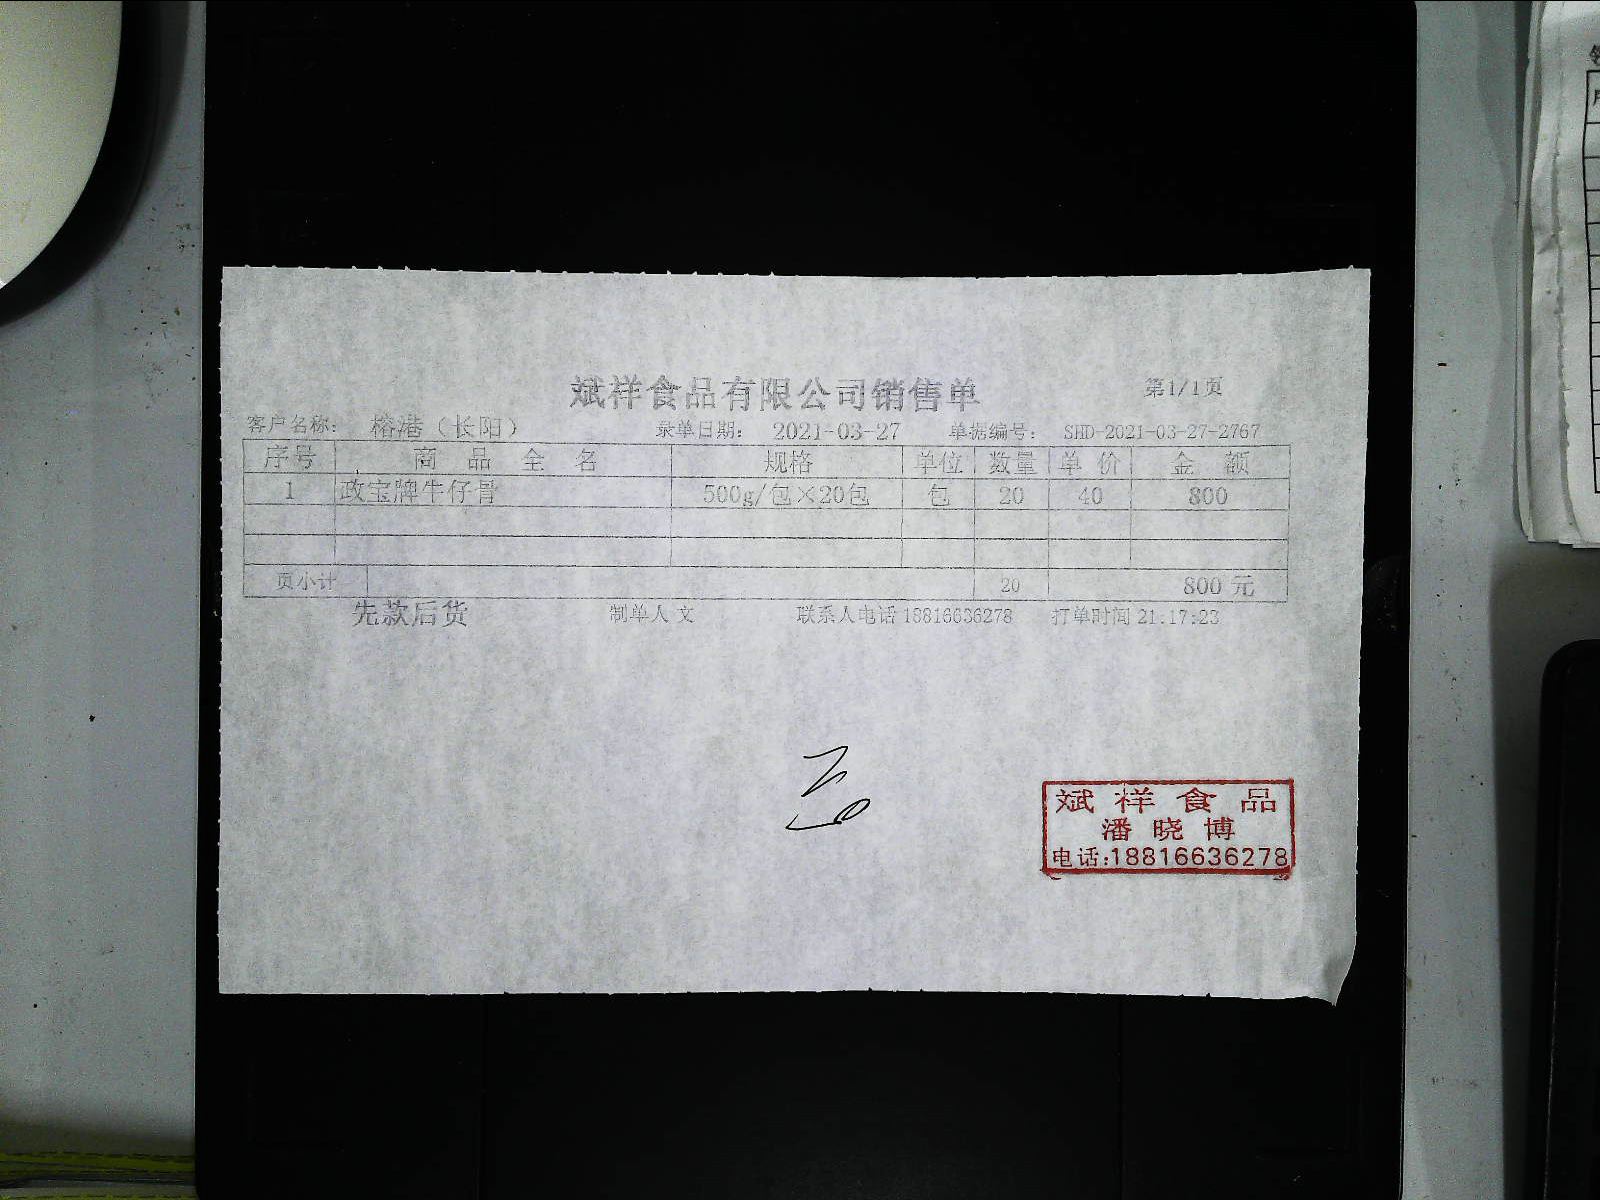 斌祥食品有限公司销售单 第1/1页
客户名称： 榕港（长阳） 录单日期： 2021-03-27 单据编号： SHD-2021-03-27-2767
序号 商品全名 规格 单位 数量 单价 金额
1 政宝牌牛仔骨 500g/包×20包 包 20 40 800
页小计 20 800元
先款后货 制单人 文 联系人电话 18816636278 打单时间 21:17:23
斌祥食品
潘晓博
电话:18816636278